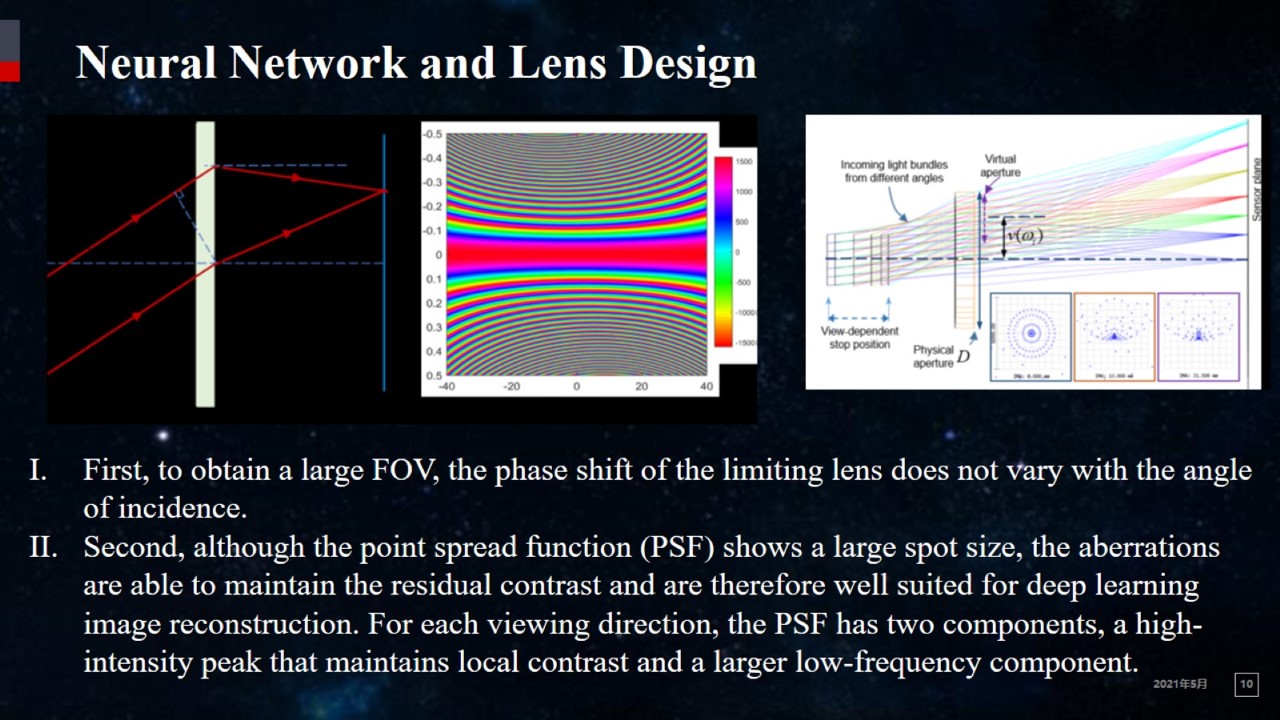 Neural Network and Lens Design
-0.5
-0.4
-0.3
-0.2
-0.1
0
0.1
0.2
0.3
0.4
0.5
-40
-20
0
20
40
1500
1000
500
0
-500
-1000
-1500
Incoming light bundles
from different angles
Virtual
aperture
Sensor plane
View-dependent
stop position
Physical
aperture D
I. First, to obtain a large FOV, the phase shift of the limiting lens does not vary with the angle
of incidence.
II. Second, although the point spread function (PSF) shows a large spot size, the aberrations
are able to maintain the residual contrast and are therefore well suited for deep learning
image reconstruction. For each viewing direction, the PSF has two components, a high-
intensity peak that maintains local contrast and a larger low-frequency component.
2021年5月
10